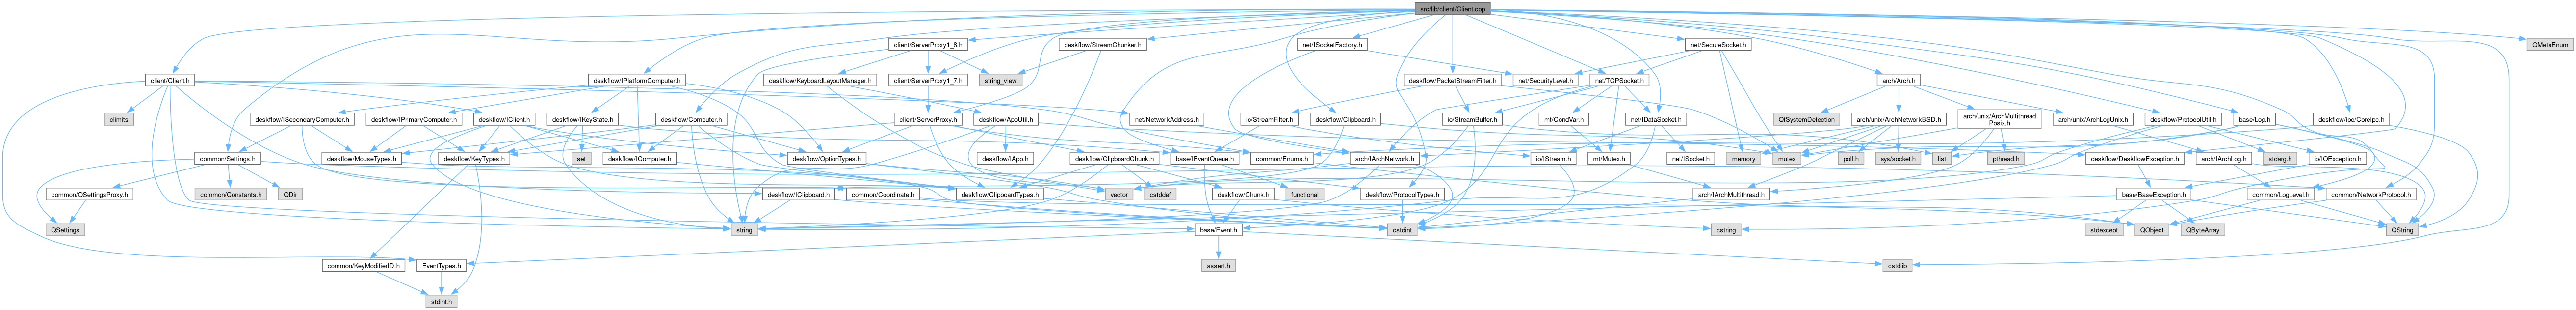 src/lib/client/Client.cpp
client/ServerProxy1_8.h
deskflow/StreamChunker.h
net/ISocketFactory.h
net/SecureSocket.h
QMetaEnum
client/Client.h
deskflow/IPlatformComputer.h
deskflow/KeyboardLayoutManager.h
client/ServerProxy1_7.h
string_view
deskflow/PacketStreamFilter.h
net/SecurityLevel.h
net/TCPSocket.h
arch/Arch.h
climits
deskflow/ISecondaryComputer.h
deskflow/IPrimaryComputer.h
deskflow/IClient.h
deskflow/IKeyState.h
deskflow/Computer.h
net/NetworkAddress.h
client/ServerProxy.h
deskflow/AppUtil.h
io/StreamFilter.h
deskflow/Clipboard.h
io/StreamBuffer.h
mt/CondVar.h
net/IDataSocket.h
QtSystemDetection
arch/unix/ArchNetworkBSD.h
arch/unix/ArchMultithread
Posix.h
arch/unix/ArchLogUnix.h
deskflow/ProtocolUtil.h
base/Log.h
deskflow/ipc/CoreIpc.h
common/Settings.h
deskflow/MouseTypes.h
deskflow/KeyTypes.h
set
deskflow/IComputer.h
deskflow/OptionTypes.h
deskflow/ClipboardChunk.h
base/IEventQueue.h
deskflow/IApp.h
common/Enums.h
arch/IArchNetwork.h
io/IStream.h
mt/Mutex.h
net/ISocket.h
memory
mutex
poll.h
sys/socket.h
list
pthread.h
deskflow/DeskflowException.h
arch/IArchLog.h
stdarg.h
io/IOException.h
common/QSettingsProxy.h
common/Constants.h
QDir
deskflow/IClipboard.h
common/Coordinate.h
deskflow/ClipboardTypes.h
vector
cstddef
deskflow/Chunk.h
functional
deskflow/ProtocolTypes.h
arch/IArchMultithread.h
base/BaseException.h
common/LogLevel.h
common/NetworkProtocol.h
QSettings
string
base/Event.h
cstdint
cstring
stdexcept
QObject
QByteArray
QString
common/KeyModifierID.h
EventTypes.h
assert.h
cstdlib
stdint.h